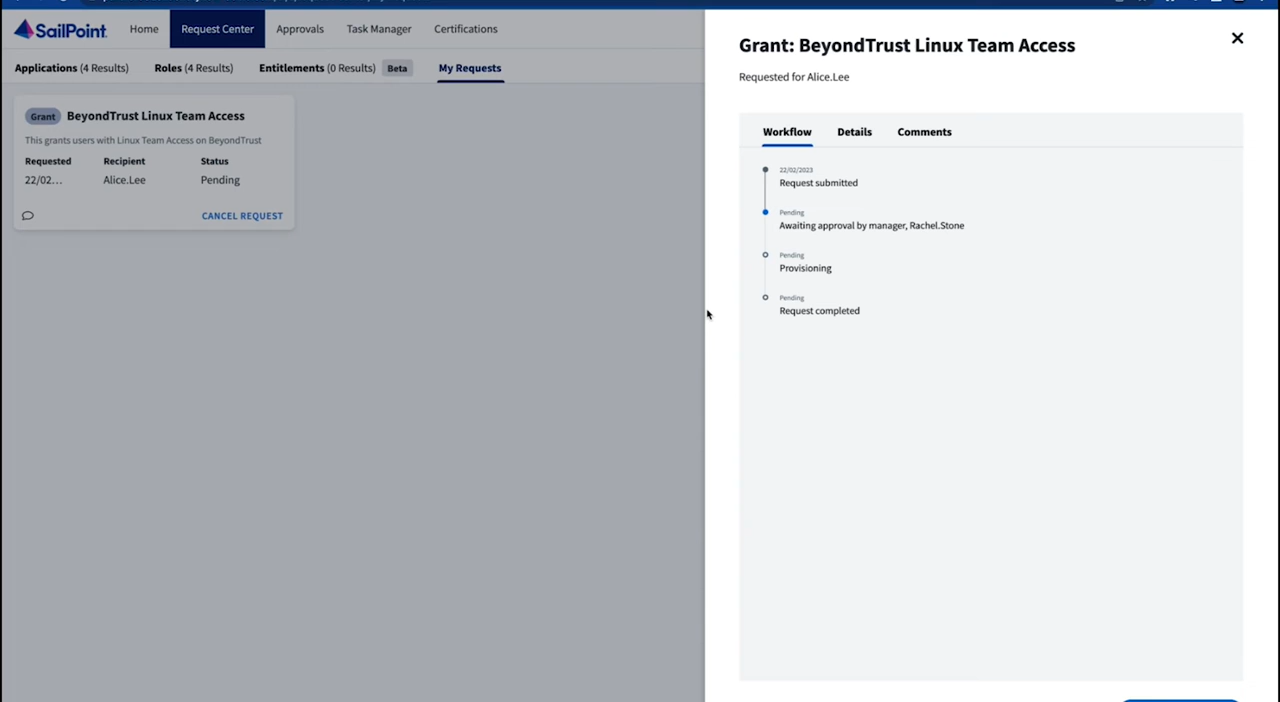 SailPoint
Home
Request Center
Approvals
Task Manager
Certifications
Applications (4 Results)
Roles (4 Results)
Entitlements (0 Results)
Beta
My Requests
Grant
BeyondTrust Linux Team Access
This grants users with Linux Team Access on BeyondTrust
Requested
Recipient
Status
22/02...
Alice.Lee
Pending
CANCEL REQUEST
Grant: BeyondTrust Linux Team Access
Requested for Alice.Lee
Workflow
Details
Comments
22/02/2023
Request submitted
Pending
Awaiting approval by manager, Rachel.Stone
Pending
Provisioning
Pending
Request completed